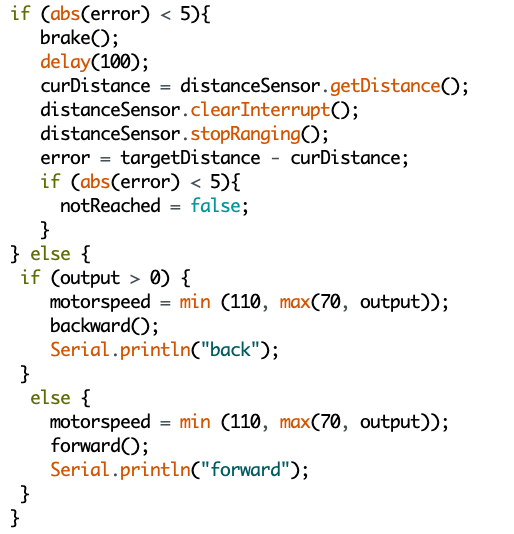 if (abs(error) < 5){
brake();
delay(100);
curDistance = distanceSensor.getDistance();
distanceSensor.clearInterrupt();
distanceSensor.stopRanging();
error = targetDistance - curDistance;
if (abs(error) < 5){
notReached = false;
}
} else {
if (output > 0) {
motorspeed = min (110, max(70, output));
backward();
Serial.println("back");
}
else {
motorspeed = min (110, max(70, output));
forward();
Serial.println("forward");
}
}